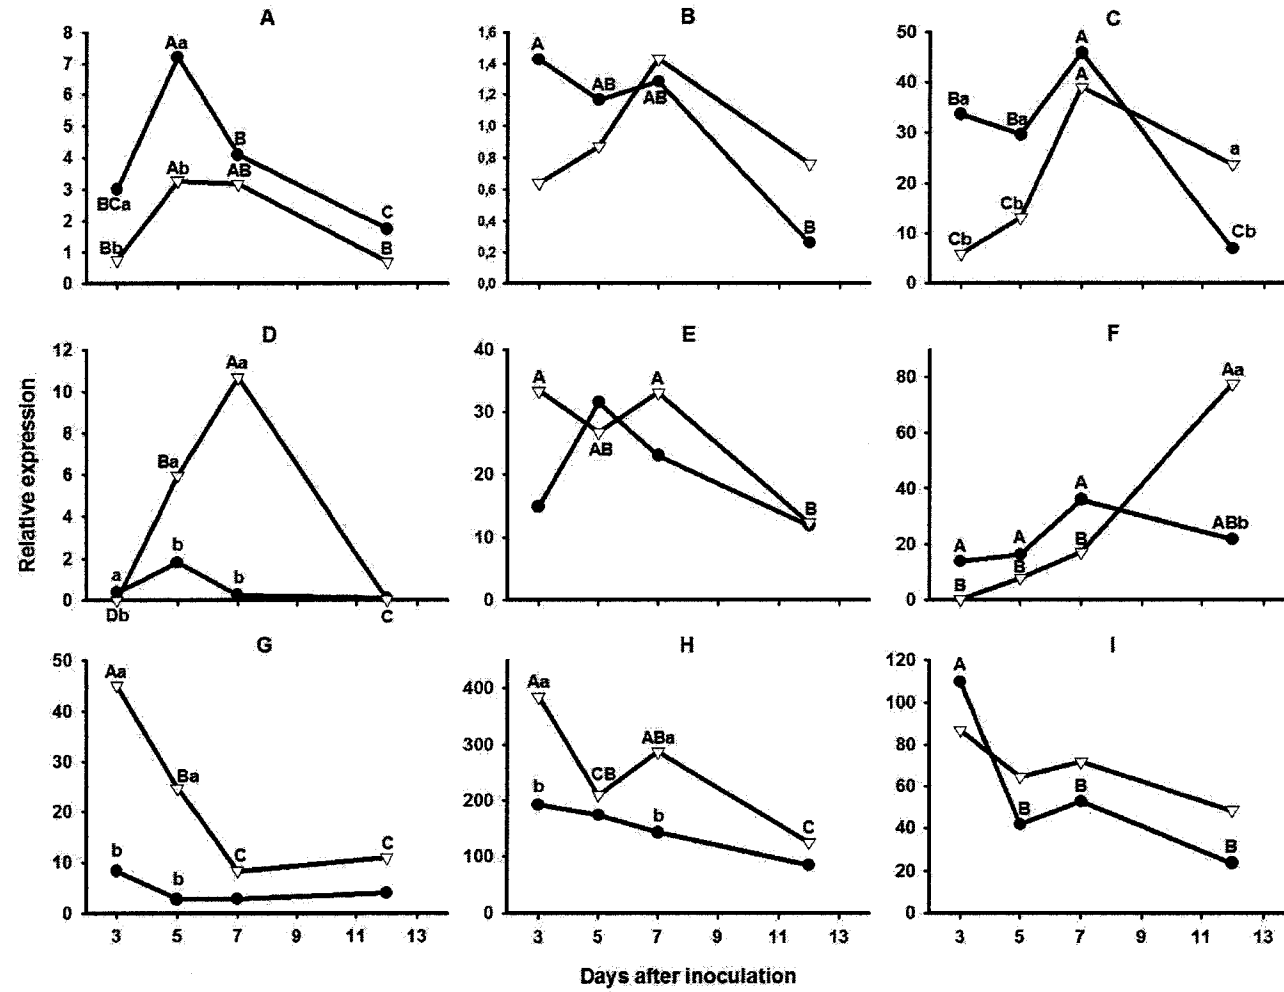 A
8
7
6
5
4
3
2
1
0
Aa
B
Ab
AB
BCa
C
Bb
B
B
1,6
1,4
1,2
1,0
0,8
0,6
0,4
0,2
0,0
A
AB
AB
B
C
50
40
30
20
10
0
A
A
Ba
Ba
a
Cb
Cb
Cb
Relative expression
D
12
10
8
6
4
2
0
Aa
Ba
b
a
b
Db
C
E
40
30
20
10
0
A
A
AB
B
F
80
60
40
20
0
Aa
A
ABb
A
A
B
B
B
G
50
40
30
20
10
0
Aa
Ba
C
C
b
b
3 5 7 9 11 13
H
400
300
200
100
0
Aa
ABa
CB
b
b
C
3 5 7 9 11 13
I
120
100
80
60
40
20
0
A
B
B
B
3 5 7 9 11 13
Days after inoculation